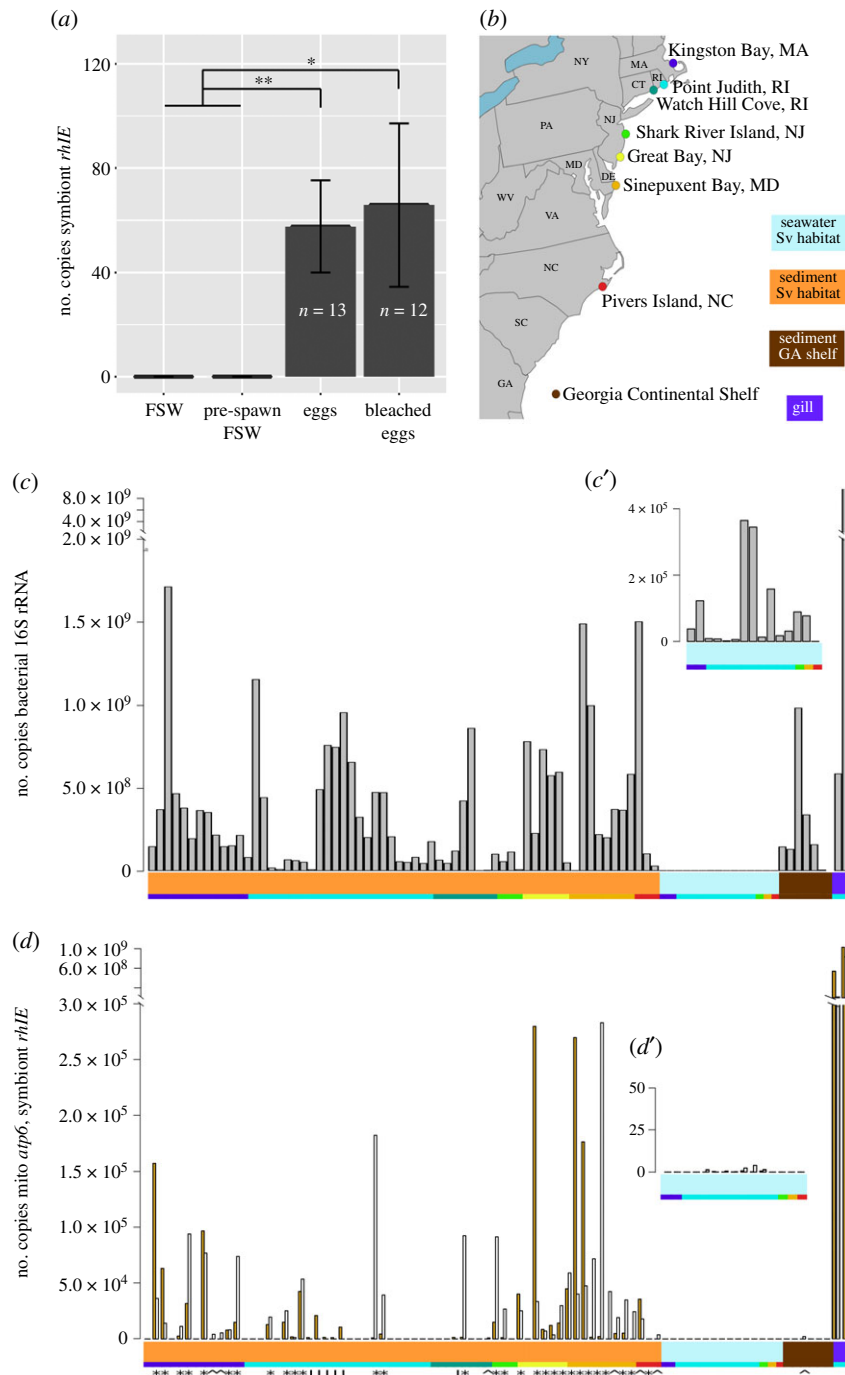 (a)
no. copies symbiont rhIE
120
80
40
0
*
**
n = 13
n = 12
FSW
pre-spawn
FSW
eggs
bleached
eggs
(b)
NY
MA
CT
RI
PA
NJ
MD
DE
WV
VA
NC
SC
GA
Kingston Bay, MA
Point Judith, RI
Watch Hill Cove, RI
Shark River Island, NJ
Great Bay, NJ
Sinepuxent Bay, MD
Pivers Island, NC
Georgia Continental Shelf
seawater
Sv habitat
sediment
Sv habitat
sediment
GA shelf
gill
(c)
no. copies bacterial 16S rRNA
8.0 × 10⁹
4.0 × 10⁹
2.0 × 10⁹
1.5 × 10⁹
1.0 × 10⁹
5.0 × 10⁸
0
(c′)
4 × 10⁵
2 × 10⁵
0
(d)
no. copies mito atp6, symbiont rhIE
1.0 × 10⁹
6.0 × 10⁸
3.0 × 10⁵
2.5 × 10⁵
1.5 × 10⁵
1.0 × 10⁵
5.0 × 10⁴
0
(d′)
50
25
0